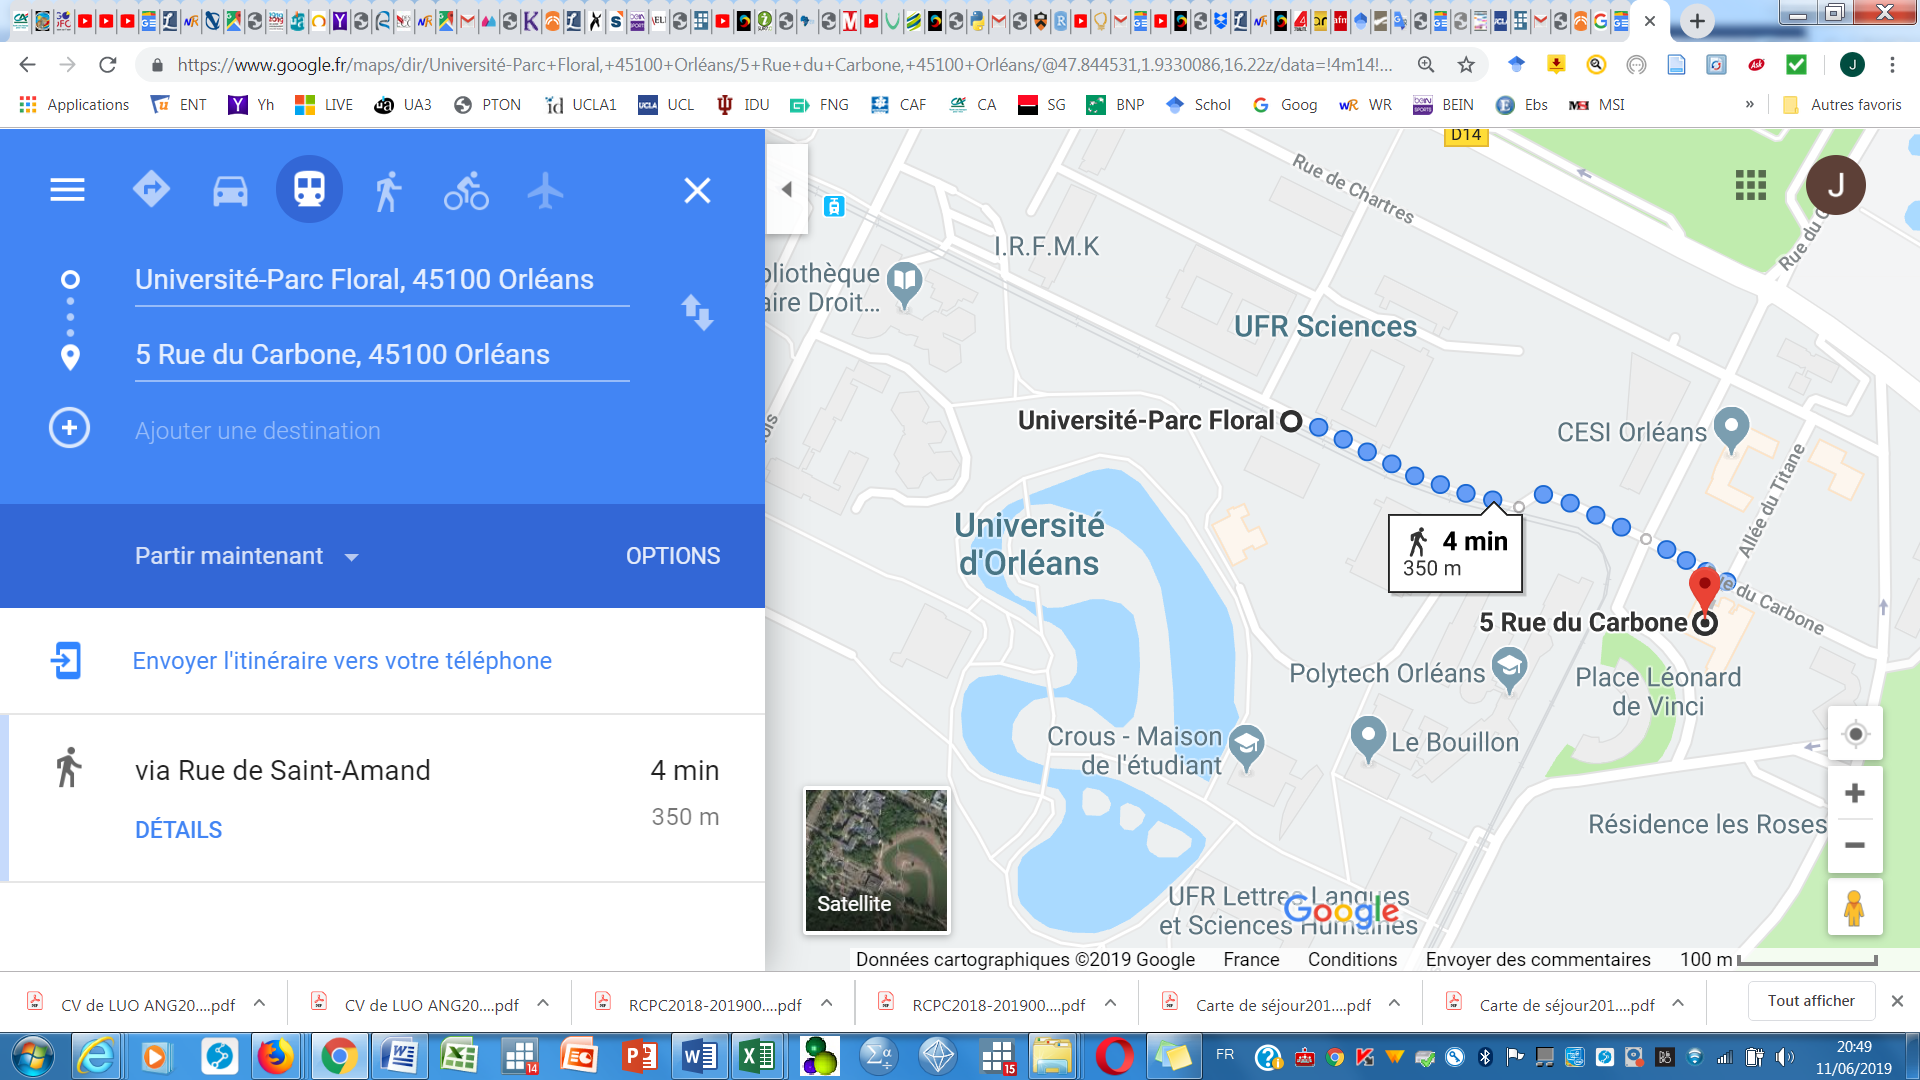 https://www.google.fr/maps/dir/Université-Parc+Floral,+45100+Orléans/5+Rue+du+Carbone,+45100+Orléans/@47.844531,1.9330086,16.22z/data=!4m14!...
Applications ENT Yh LIVE UA3 PTON UCLA1 UCL IDU FNG CAF CA SG BNP Schol Goog WR BEIN Ebs MSI » Autres favoris
Université-Parc Floral, 45100 Orléans
5 Rue du Carbone, 45100 Orléans
Ajouter une destination
Partir maintenant
OPTIONS
Envoyer l'itinéraire vers votre téléphone
via Rue de Saint-Amand
4 min
350 m
DÉTAILS
D14
Rue de Chartres
J
I.R.F.M.K
bliothèque
aire Droit...
UFR Sciences
Université-Parc Floral
CESI Orléans
Allée du Titane
Université
d'Orléans
4 min
350 m
du Carbone
5 Rue du Carbone
Polytech Orléans
Place Léonard
de Vinci
Crous - Maison
de l'étudiant
Le Bouillon
Résidence les Roses
Satellite
UFR Lettres Langues
et Sciences Humaines
Google
Données cartographiques ©2019 Google France Conditions Envoyer des commentaires 100 m
CV de LUO ANG20....pdf
CV de LUO ANG20....pdf
RCPC2018-201900....pdf
RCPC2018-201900....pdf
Carte de séjour201....pdf
Carte de séjour201....pdf
Tout afficher
14
15
FR
20:49
11/06/2019